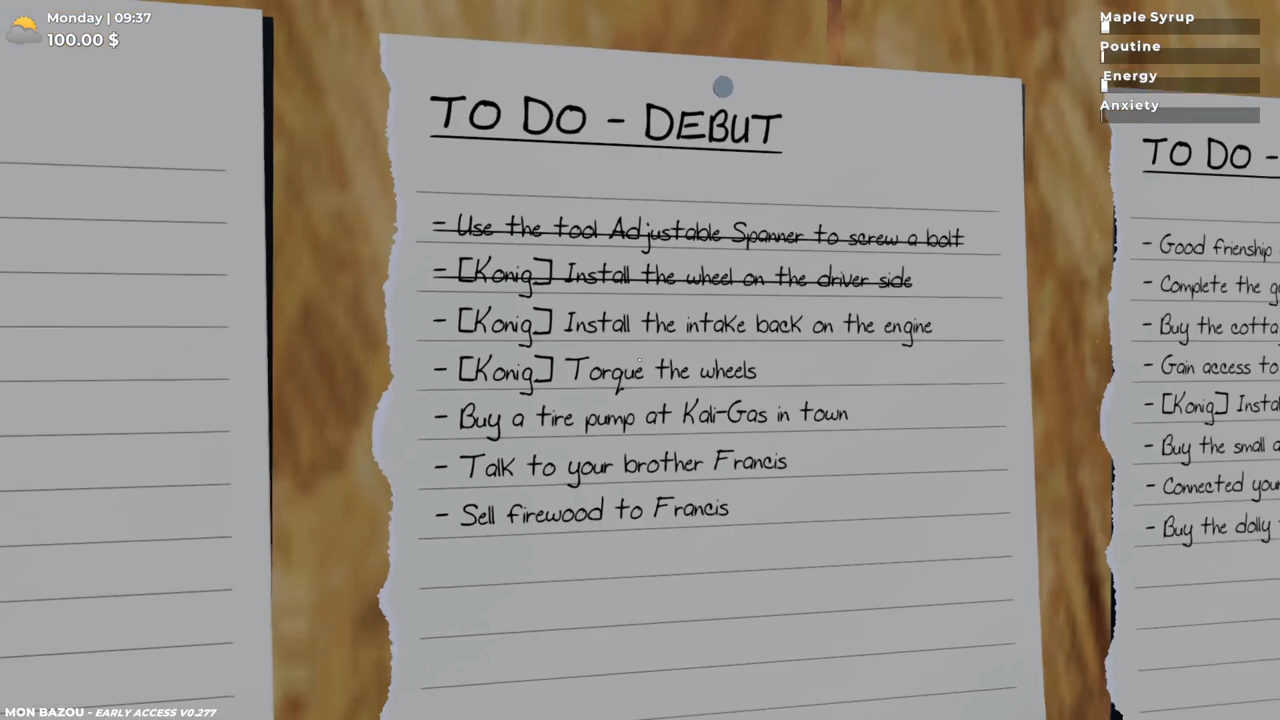 Monday | 09:37
100.00 $
Maple Syrup
Poutine
Energy
Anxiety
TO DO - DEBUT
- Use the tool Adjustable Spanner to screw a bolt
- [Konig] Install the wheel on the driver side
- [Konig] Install the intake back on the engine
- [Konig] Torque the wheels
- Buy a tire pump at Kali-Gas in town
- Talk to your brother Francis
- Sell firewood to Francis
TO DO -
- Good frienship
- Complete the
- Buy the
- Gain access to
- [Konig]
- Buy the small
- Connected
- Buy the dolly
MON BAZOU - EARLY ACCESS V0.277